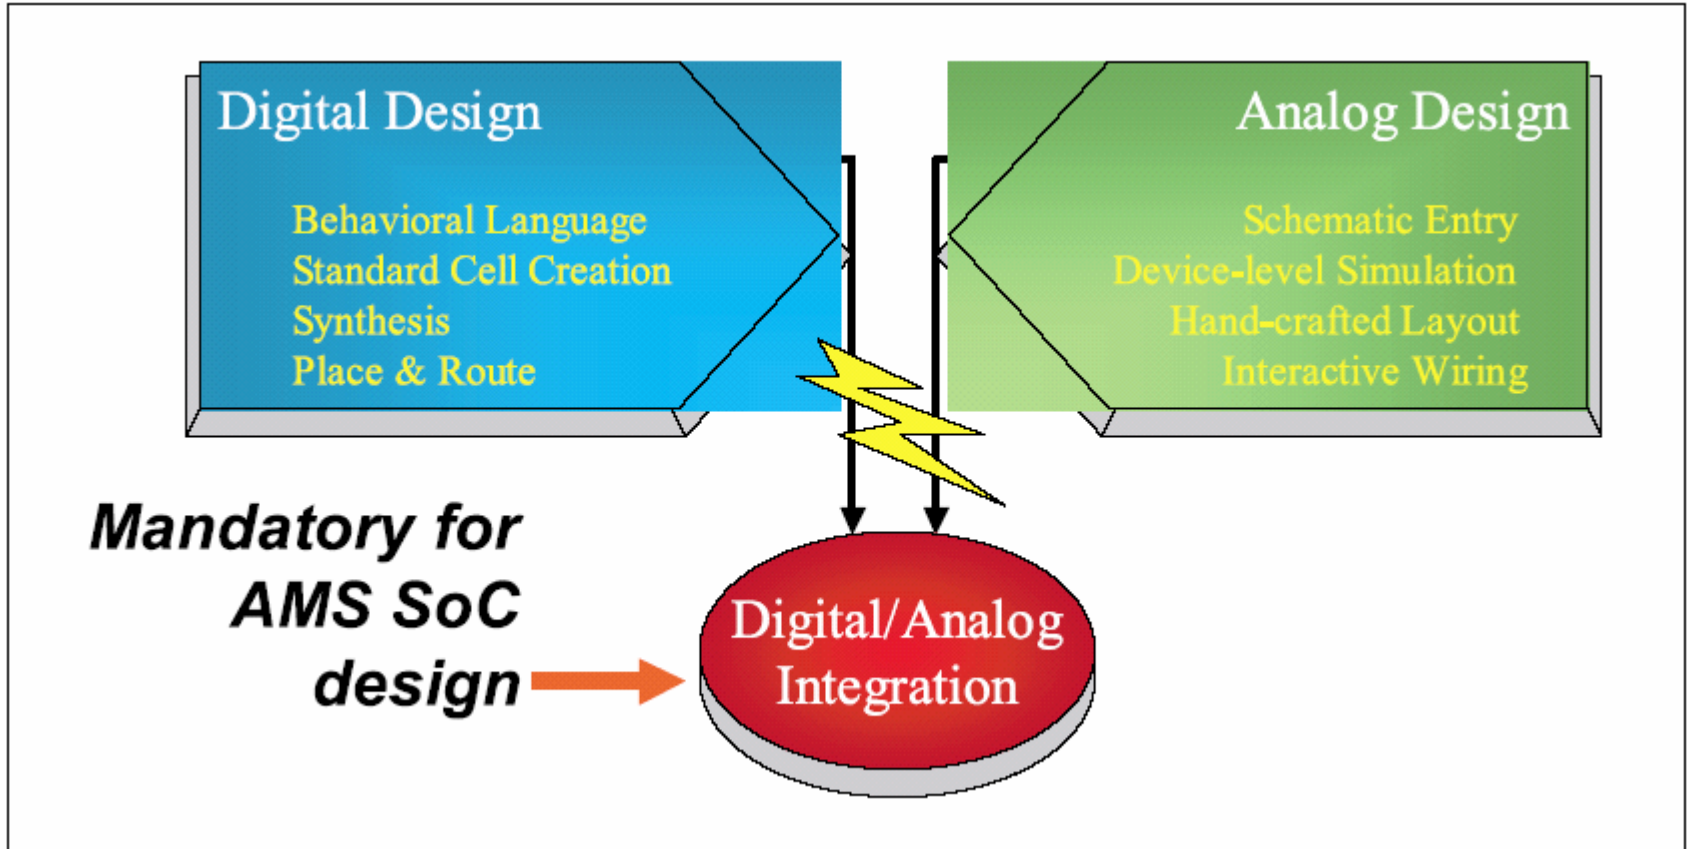 Digital Design
Behavioral Language
Standard Cell Creation
Synthesis
Place & Route
Analog Design
Schematic Entry
Device-level Simulation
Hand-crafted Layout
Interactive Wiring
Mandatory for
AMS SoC
design
Digital/Analog
Integration